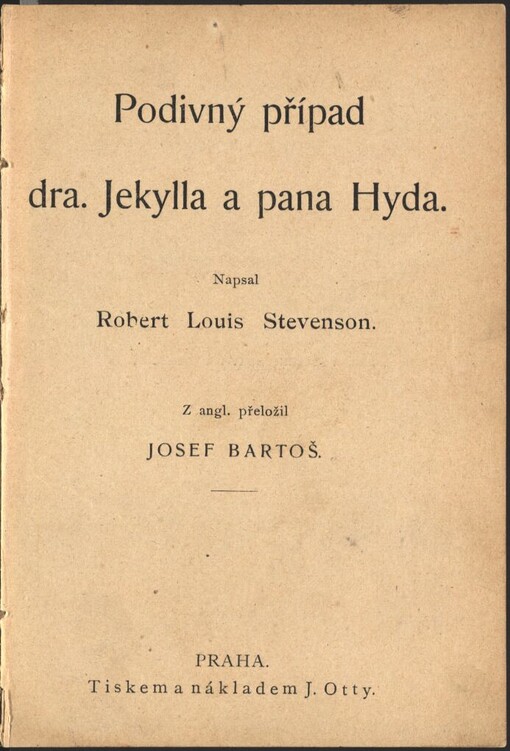 Podivný případ
dra. Jekylla a pana Hyda.
Napsal
Robert Louis Stevenson.
Z angl. přeložil
JOSEF BARTOŠ.
PRAHA.
Tiskem a nákladem J. Otty.